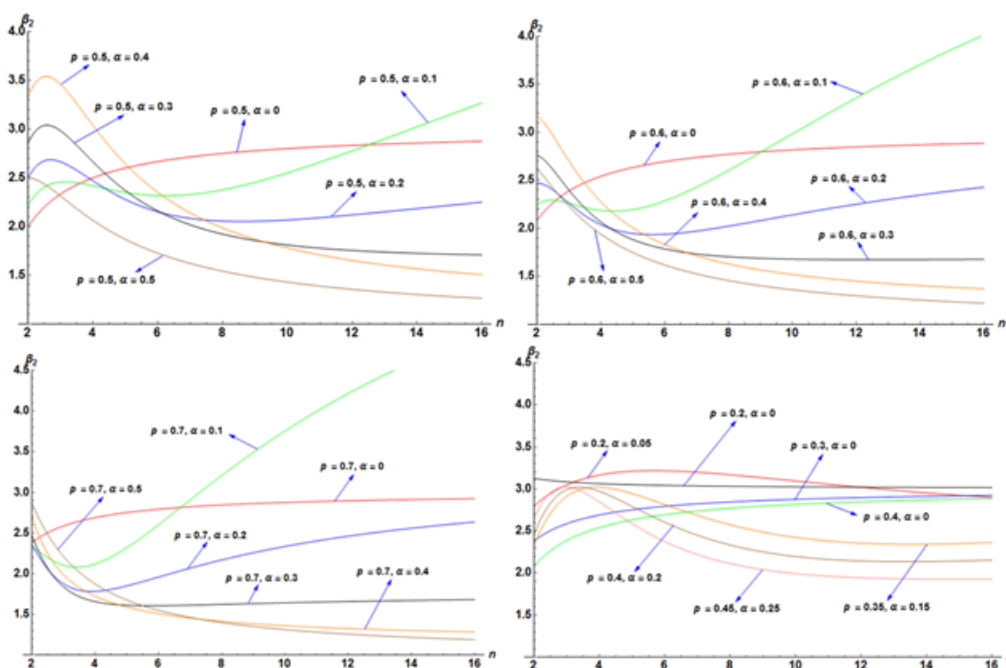 β₂
4.0
3.5
3.0
2.5
2.0
1.5
2
4
6
8
10
12
14
16
n
p = 0.5, α = 0.4
p = 0.5, α = 0.3
p = 0.5, α = 0
p = 0.5, α = 0.1
p = 0.5, α = 0.2
p = 0.5, α = 0.5
β₂
4.0
3.5
3.0
2.5
2.0
1.5
2
4
6
8
10
12
14
16
n
p = 0.6, α = 0.1
p = 0.6, α = 0
p = 0.6, α = 0.2
p = 0.6, α = 0.4
p = 0.6, α = 0.3
p = 0.6, α = 0.5
β₂
4.5
4.0
3.5
3.0
2.5
2.0
1.5
2
4
6
8
10
12
14
16
n
p = 0.7, α = 0.1
p = 0.7, α = 0
p = 0.7, α = 0.5
p = 0.7, α = 0.2
p = 0.7, α = 0.3
p = 0.7, α = 0.4
β₂
4.5
4.0
3.5
3.0
2.5
2.0
1.5
2
4
6
8
10
12
14
16
n
p = 0.2, α = 0
p = 0.2, α = 0.05
p = 0.3, α = 0
p = 0.4, α = 0
p = 0.4, α = 0.2
p = 0.45, α = 0.25
p = 0.35, α = 0.15